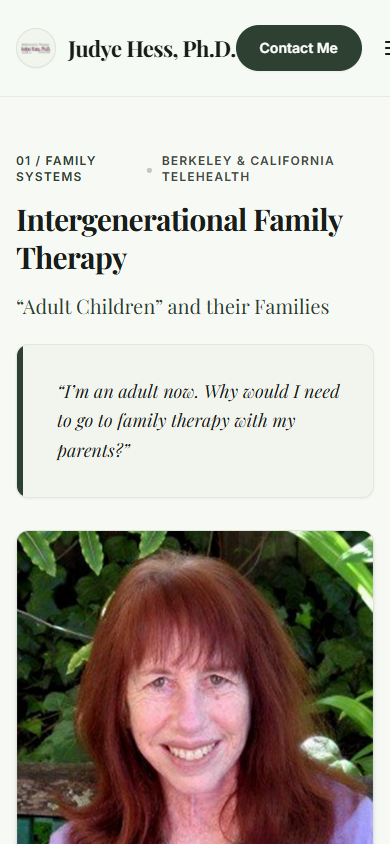 Judye Hess, Ph.D.
Contact Me
01 / FAMILY
SYSTEMS
BERKELEY & CALIFORNIA
TELEHEALTH
Intergenerational Family
Therapy
“Adult Children” and their Families
“I’m an adult now. Why would I need
to go to family therapy with my
parents?”